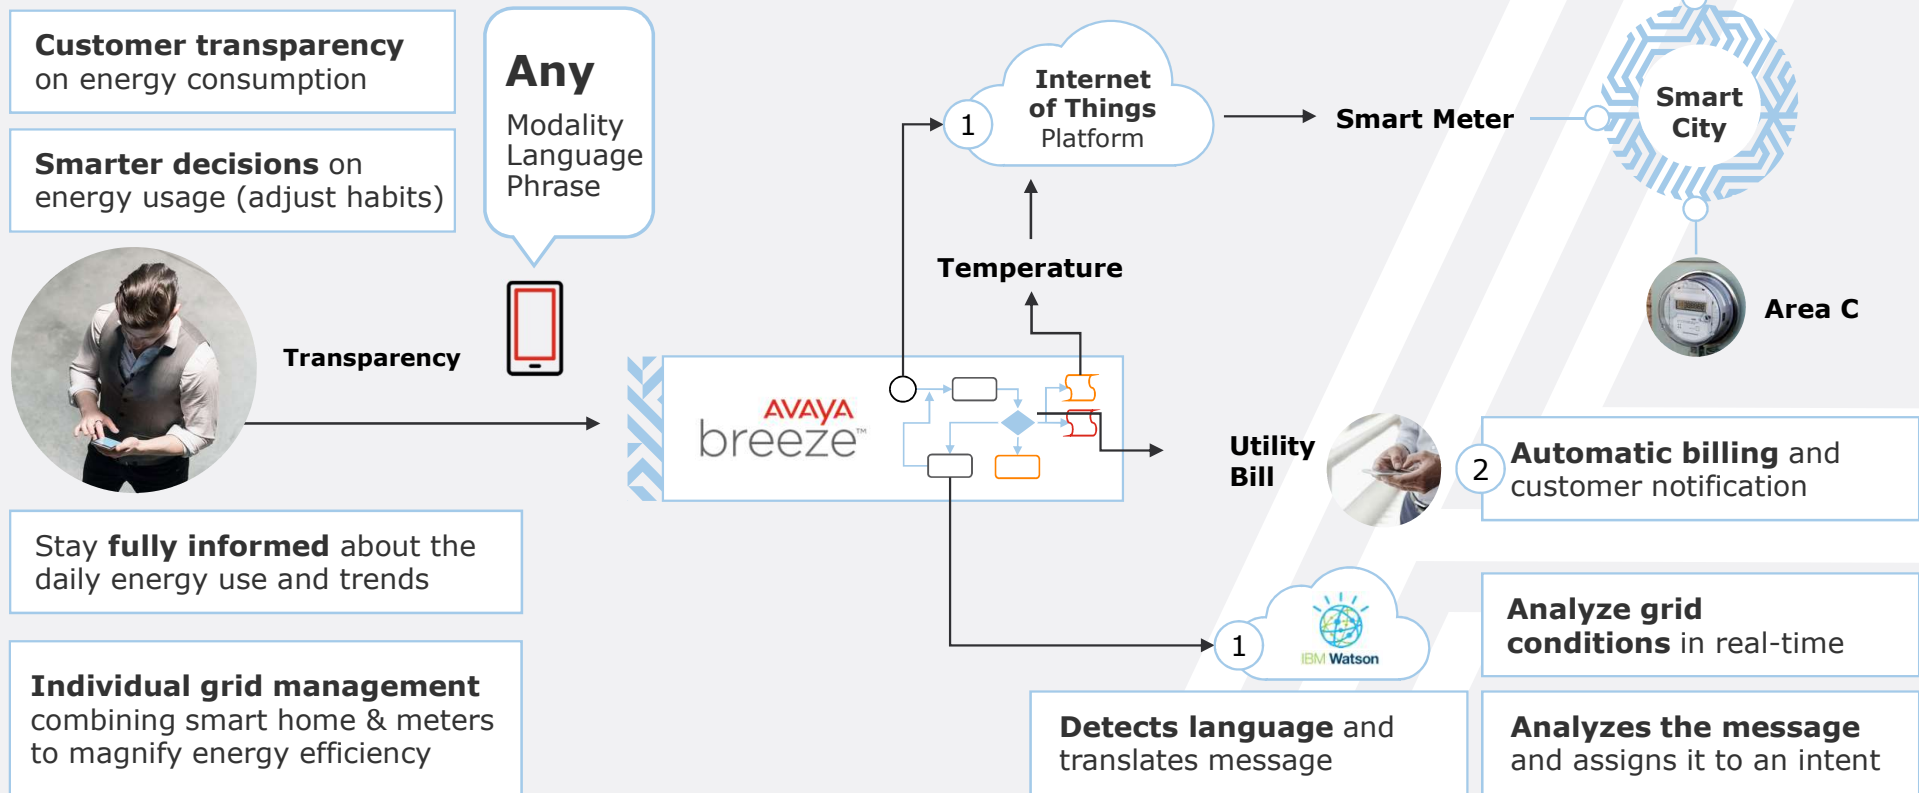 Customer transparency
on energy consumption
Smarter decisions on
energy usage (adjust habits)
Any
Modality
Language
Phrase
Transparency
Stay fully informed about the
daily energy use and trends
Individual grid management
combining smart home & meters
to magnify energy efficiency
AVAYA
breeze™
1
Internet
of Things
Platform
Temperature
Smart Meter
Smart
City
Area C
Utility
Bill
2
Automatic billing and
customer notification
1
IBM Watson
Analyze grid
conditions in real-time
Detects language and
translates message
Analyzes the message
and assigns it to an intent